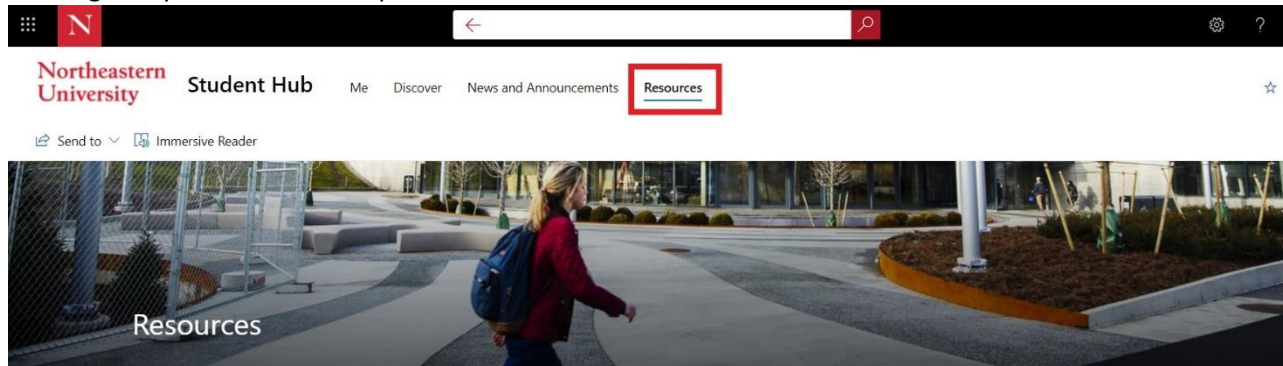 N
?
Northeastern
University
Student Hub Me Discover News and Announcements Resources
Send to Immersive Reader
Resources